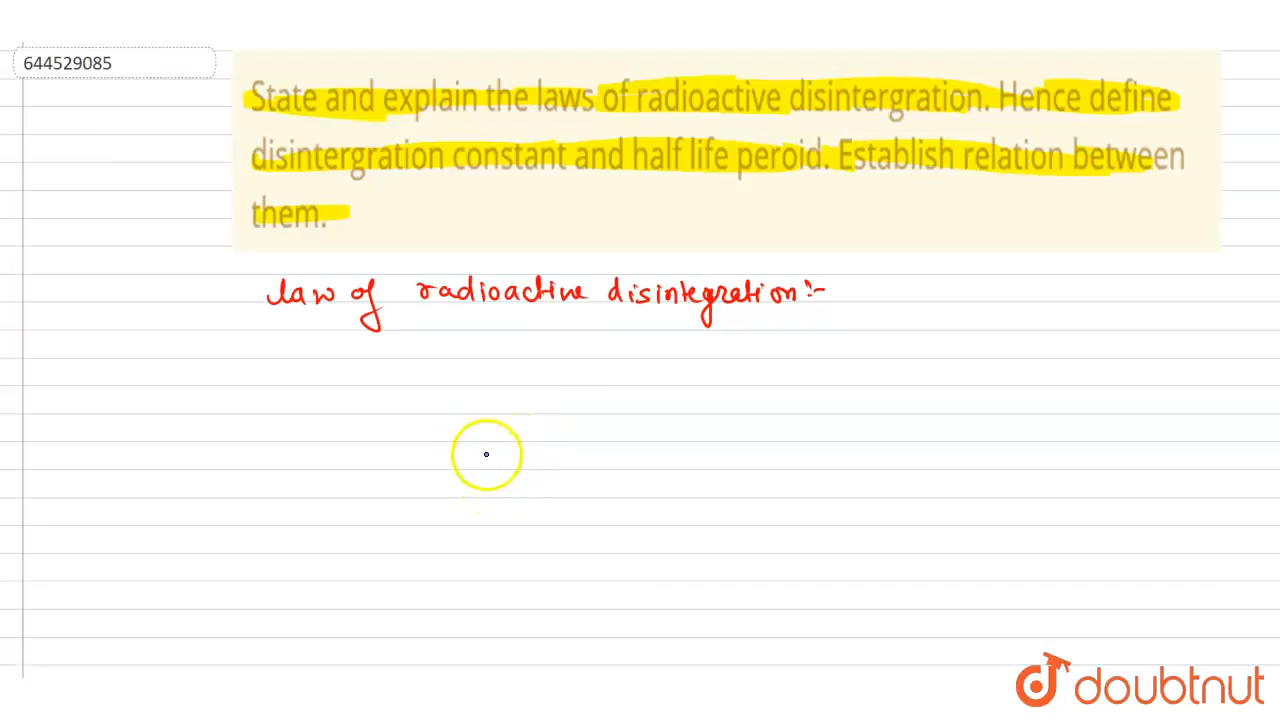 644529085
State and explain the laws of radioactive disintergration. Hence define
disintergration constant and half life peroid. Establish relation between
them.
law of radioactive disintegration:-
doubtnut